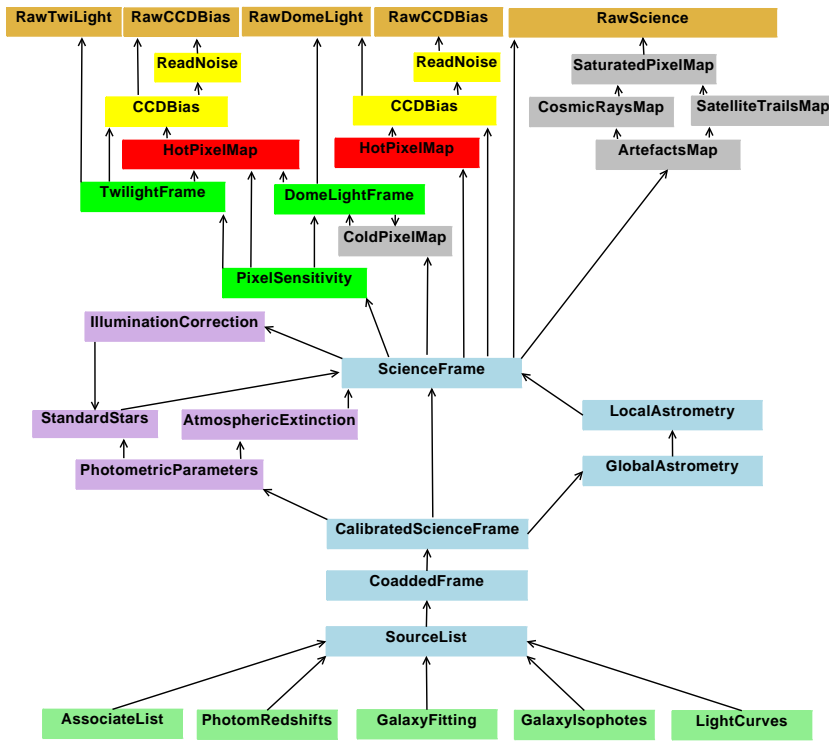 RawTwiLight
RawCCDBias
RawDomeLight
RawCCDBias
RawScience
ReadNoise
ReadNoise
SaturatedPixelMap
CCDBias
CCDBias
CosmicRaysMap
SatelliteTrailsMap
HotPixelMap
HotPixelMap
ArtefactsMap
TwilightFrame
DomeLightFrame
ColdPixelMap
PixelSensitivity
IlluminationCorrection
ScienceFrame
StandardStars
AtmosphericExtinction
LocalAstrometry
PhotometricParameters
GlobalAstrometry
CalibratedScienceFrame
CoaddedFrame
SourceList
AssociateList
PhotomRedshifts
GalaxyFitting
GalaxyIsophotes
LightCurves